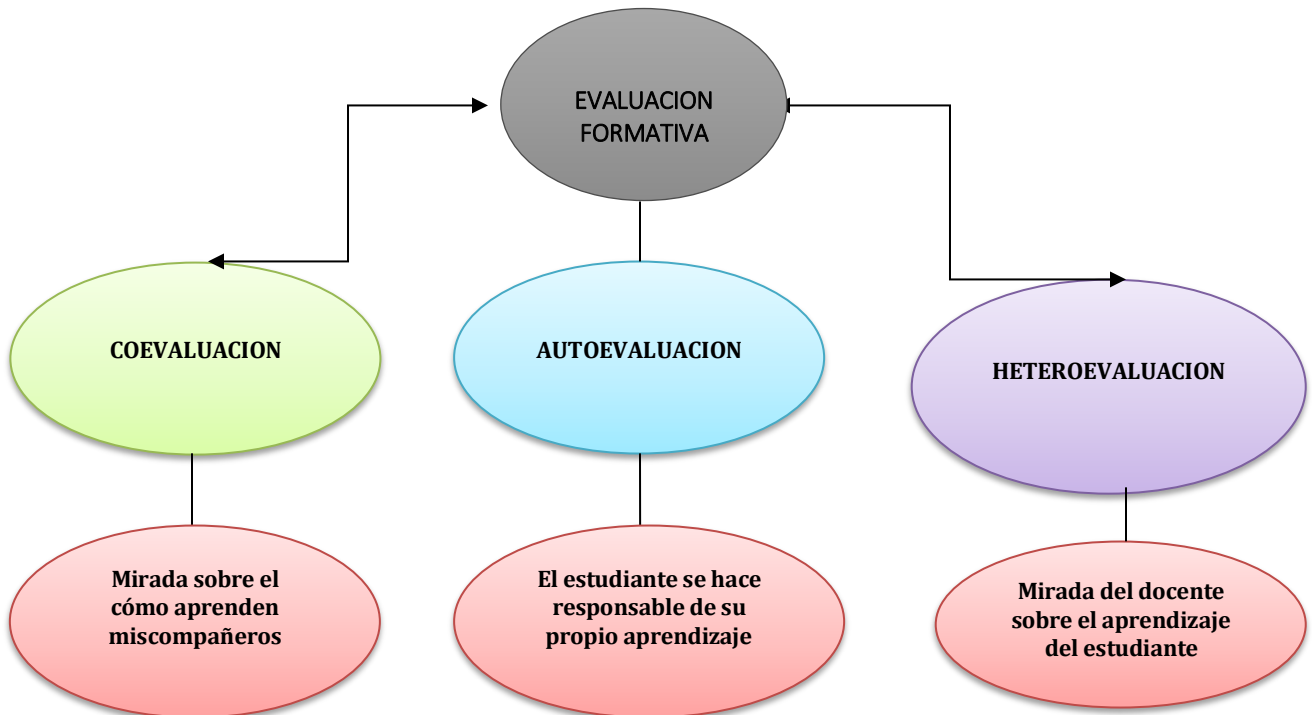 EVALUACION
FORMATIVA
COEVALUACION
AUTOEVALUACION
HETEROEVALUACION
Mirada sobre el
cómo aprenden
miscompañeros
El estudiante se hace
responsable de su
propio aprendizaje
Mirada del docente
sobre el aprendizaje
del estudiante